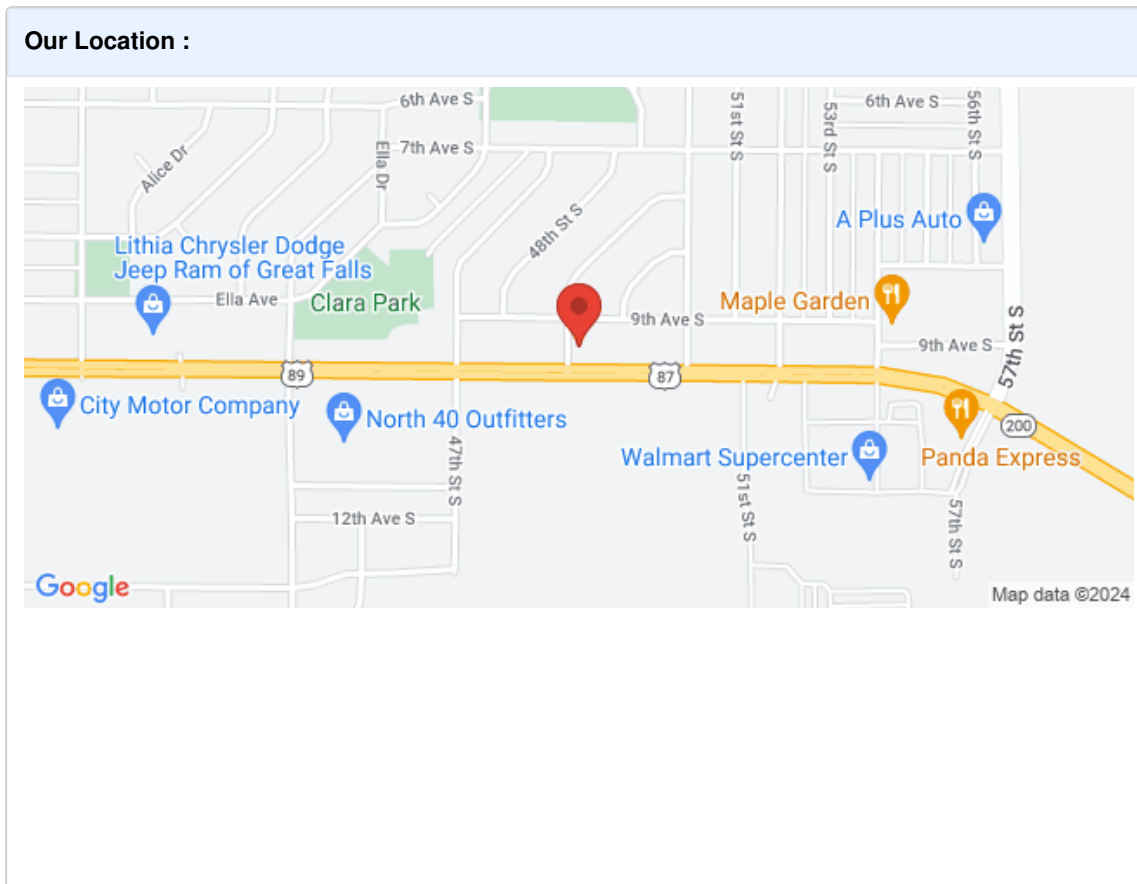 Our Location :
6th Ave S
51st St S
53rd St S
6th Ave S
56th St S
7th Ave S
Alice Dr
Ella Dr
48th St S
A Plus Auto
Lithia Chrysler Dodge
Jeep Ram of Great Falls
Ella Ave
Clara Park
Maple Garden
9th Ave S
9th Ave S
57th St S
89
87
City Motor Company
North 40 Outfitters
200
47th St S
Walmart Supercenter
Panda Express
51st St S
12th Ave S
57th St S
Google
Map data ©2024